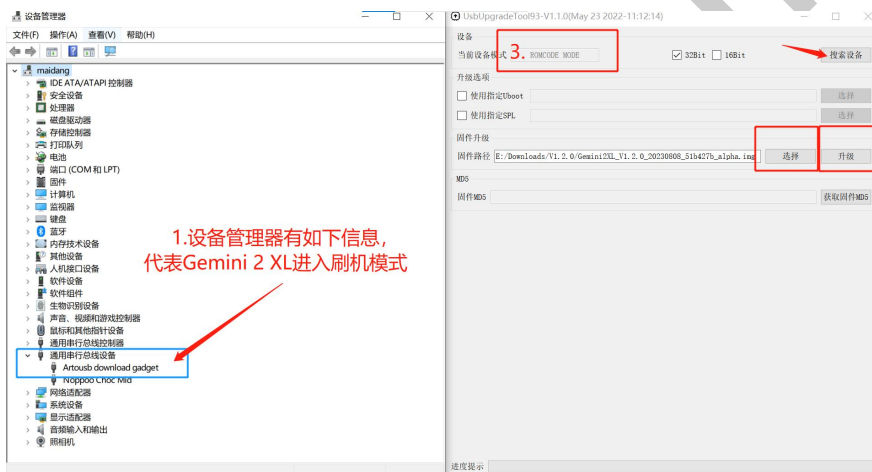 设备管理器
文件(F) 操作(A) 查看(V) 帮助(H)
maidang
IDE ATA/ATAPI 控制器
安全设备
处理器
磁盘驱动器
存储控制器
打印队列
电池
端口 (COM 和 LPT)
固件
计算机
监视器
键盘
蓝牙
内存技术设备
其他设备
人机接口设备
软件设备
软件组件
生物识别设备
声音、视频和游戏控制器
鼠标和其他指针设备
通用串行总线控制器
通用串行总线设备
Artousb download gadget
Noppoo Choc Mid
网络适配器
系统设备
显示适配器
音频输入和输出
照相机
1.设备管理器有如下信息，
代表Gemini 2 XL进入刷机模式
UsbUpgradeTool93-V1.1.0(May 23 2022-11:12:14)
设备
当前设备模式 3. ROMCODE MODE 32Bit 16Bit 搜索设备
升级选项
使用指定Uboot 选择
使用指定SPL 选择
固件升级
固件路径 E:/Downloads/V1.2.0/Gemini2XL_V1.2.0_20230808_51b427b_alpha.img 选择 升级
MD5
固件MD5 获取固件MD5
进度提示